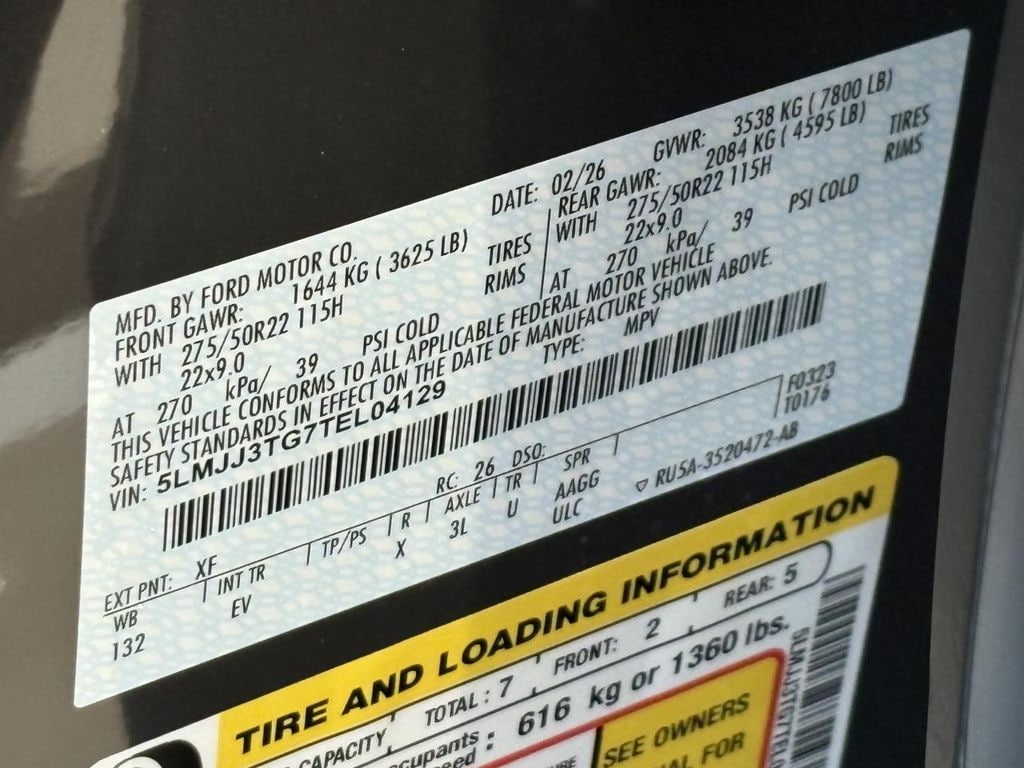 MFD. BY FORD MOTOR CO.
DATE: 02/26 GVWR: 3538 KG ( 7800 LB)
FRONT GAWR: 1644 KG ( 3625 LB)
REAR GAWR: 2084 KG ( 4595 LB)
WITH 275/50R22 115H TIRES
WITH 275/50R22 115H TIRES
22x9.0 RIMS
22x9.0 RIMS
AT 270 kPa/ 39 PSI COLD
AT 270 kPa/ 39 PSI COLD
THIS VEHICLE CONFORMS TO ALL APPLICABLE FEDERAL MOTOR VEHICLE
SAFETY STANDARDS IN EFFECT ON THE DATE OF MANUFACTURE SHOWN ABOVE.
VIN: 5LMJJ3TG7TEL04129 TYPE: MPV
EXT PNT: XF RC: 26 DSO: F0323
T0176
WB INT TR TP/PS R AXLE TR SPR
132 EV X 3L U AAGG
ULC
RU5A-3520472-AB
TIRE AND LOADING INFORMATION
CAPACITY TOTAL : 7 FRONT: 2 REAR: 5
616 kg or 1360 lbs.
SEE OWNERS
FOR